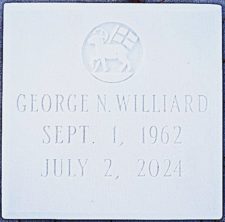 GEORGE N. WILLIARD
SEPT. 1, 1962
JULY 2, 2024